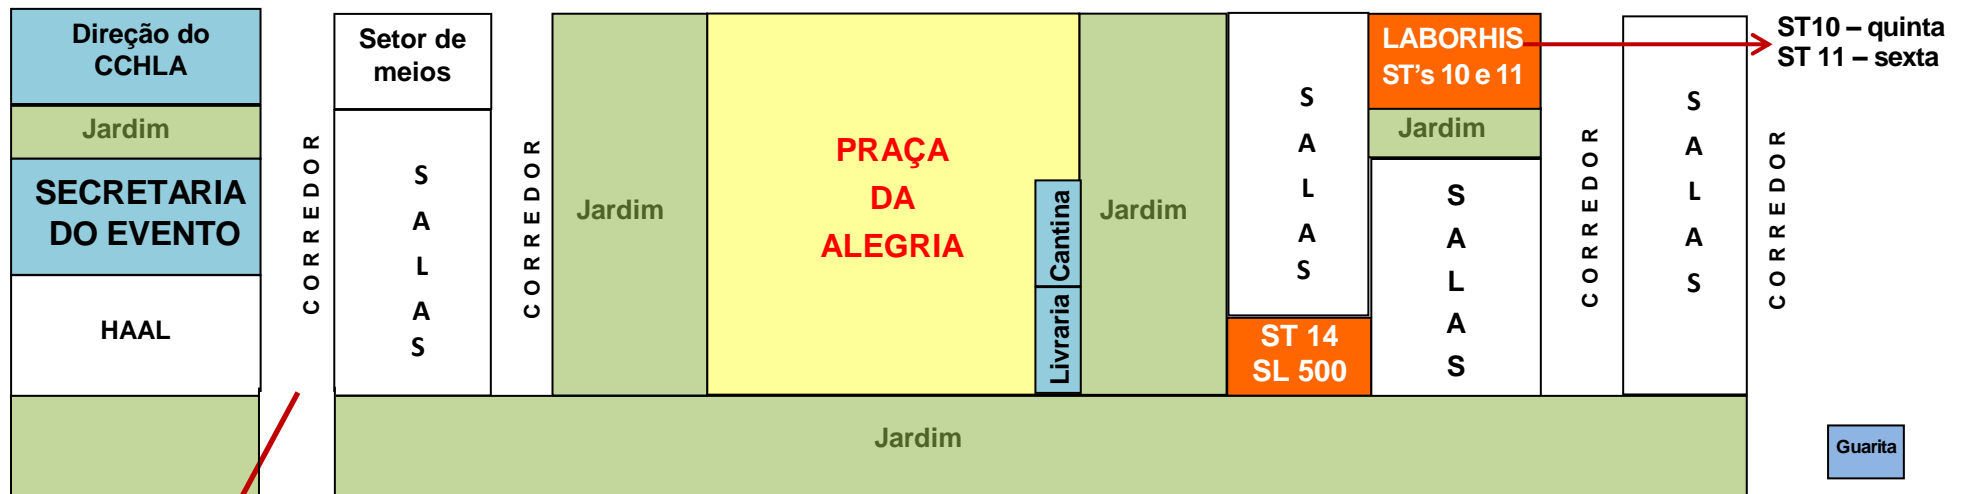 Direção do
CCHLA
Jardim
SECRETARIA
DO EVENTO
HAAL
CORREDOR
Setor de
meios
SALAS
CORREDOR
Jardim
PRAÇA
DA
ALEGRIA
Cantina
Livraria
Jardim
SALAS
ST 14
SL 500
LABORHIS
ST's 10 e 11
Jardim
SALAS
CORREDOR
SALAS
CORREDOR
ST10 – quinta
ST 11 – sexta
Jardim
Guarita